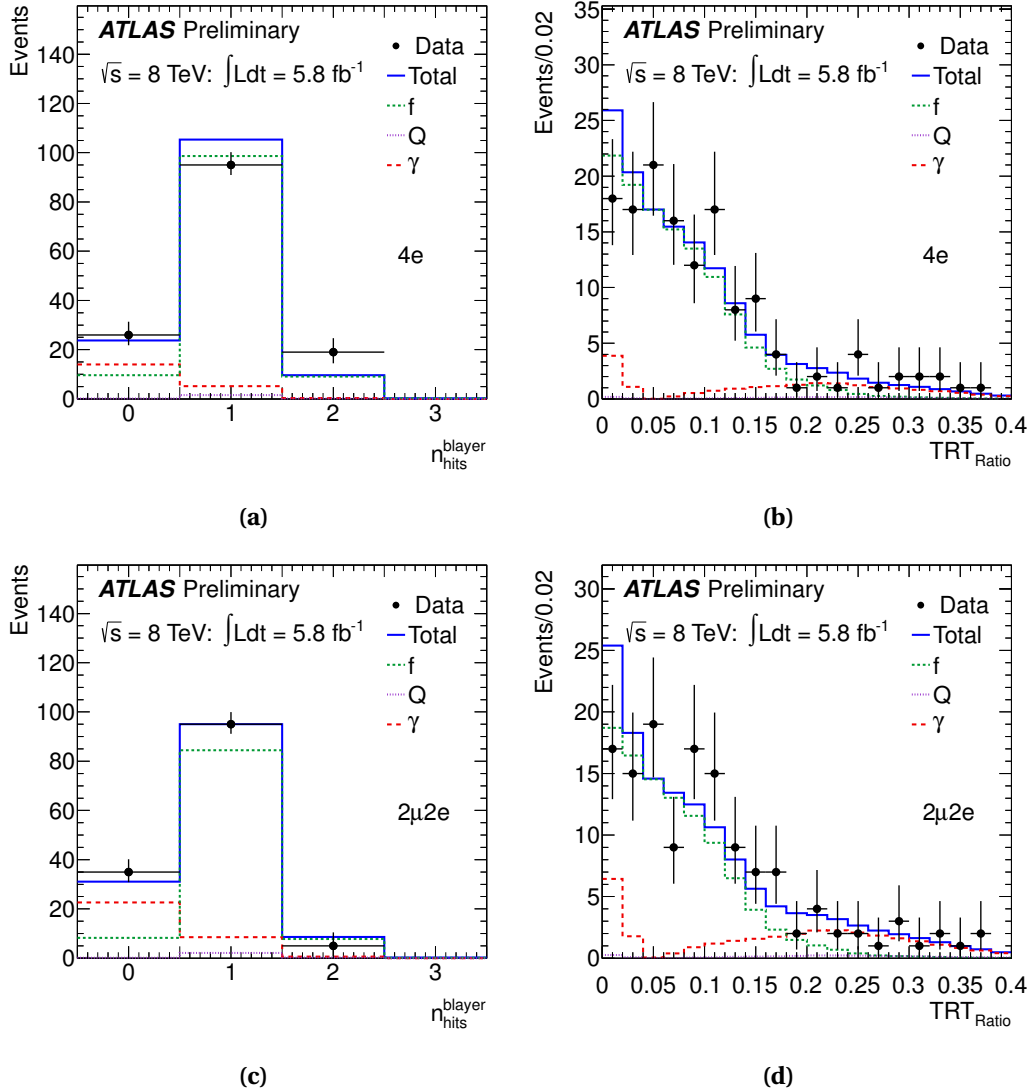 Events
160
140
120
100
80
60
40
20
0
ATLAS Preliminary
√s = 8 TeV: ∫Ldt = 5.8 fb⁻¹
Data
Total
f
Q
γ
4e
0 1 2 3
n_hits^blayer
(a)
Events/0.02
35
30
25
20
15
10
5
0
ATLAS Preliminary
√s = 8 TeV: ∫Ldt = 5.8 fb⁻¹
Data
Total
f
Q
γ
4e
0 0.05 0.1 0.15 0.2 0.25 0.3 0.35 0.4
TRT_Ratio
(b)
Events
140
120
100
80
60
40
20
0
ATLAS Preliminary
√s = 8 TeV: ∫Ldt = 5.8 fb⁻¹
Data
Total
f
Q
γ
2μ2e
0 1 2 3
n_hits^blayer
(c)
Events/0.02
30
25
20
15
10
5
0
ATLAS Preliminary
√s = 8 TeV: ∫Ldt = 5.8 fb⁻¹
Data
Total
f
Q
γ
2μ2e
0 0.05 0.1 0.15 0.2 0.25 0.3 0.35 0.4
TRT_Ratio
(d)